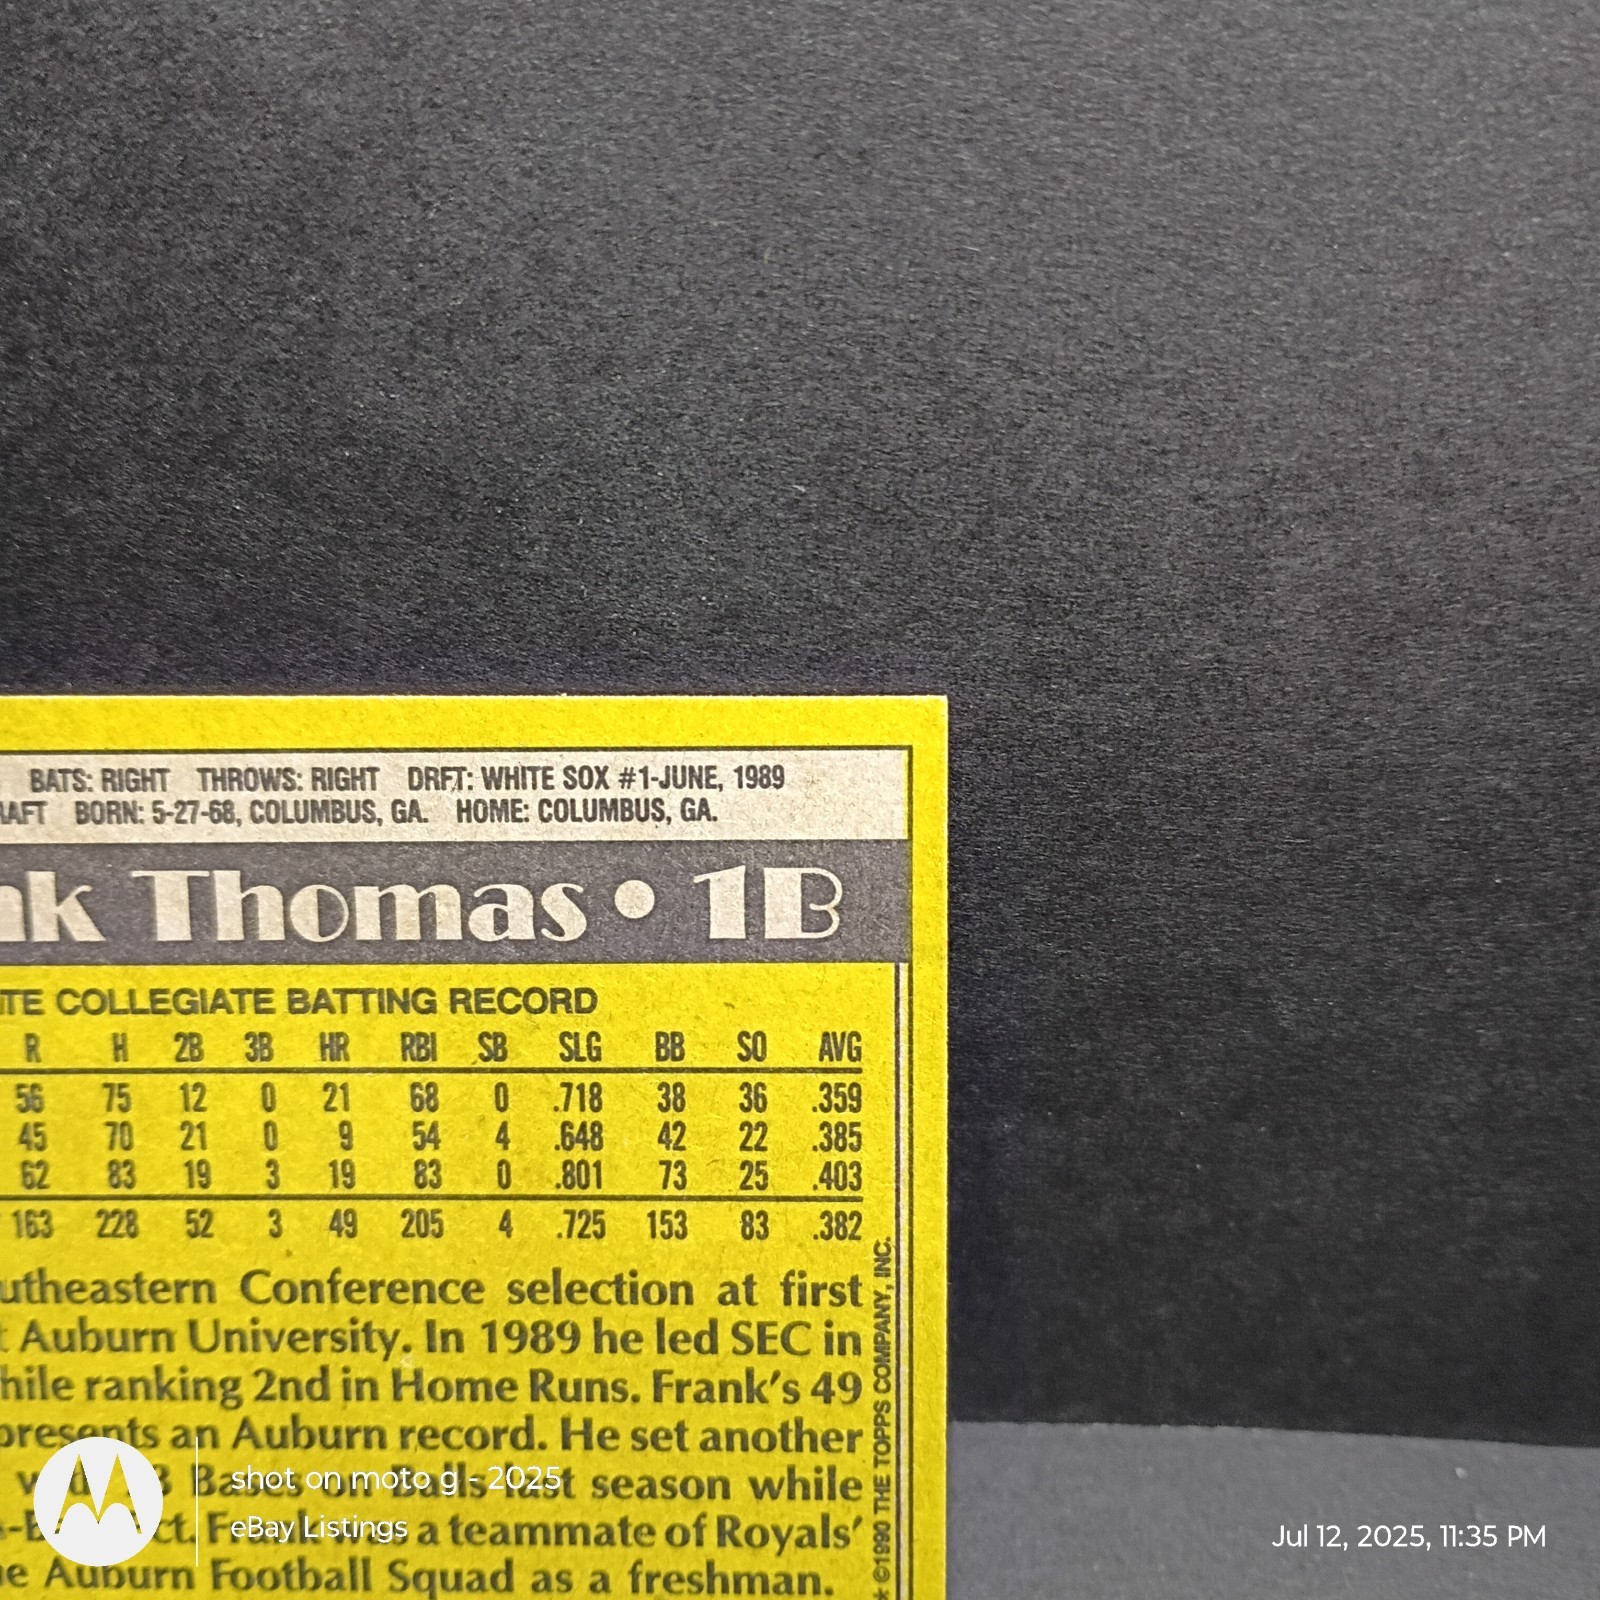 BATS: RIGHT THROWS: RIGHT DRFT: WHITE SOX #1-JUNE, 1989
BORN: 5-27-68, COLUMBUS, GA. HOME: COLUMBUS, GA.
Thomas • 1B
COLLEGIATE BATTING RECORD
R H 2B 3B HR RBI SB SLG BB SO AVG
56 75 12 0 21 68 0 .718 38 36 .359
45 70 21 0 9 54 4 .648 42 22 .385
62 83 19 3 19 83 0 .801 73 25 .403
163 228 52 3 49 205 4 .725 153 83 .382
Conference selection at first
Auburn University. In 1989 he led SEC in
ranking 2nd in Home Runs. Frank's 49
an Auburn record. He set another
Bases on Balls last season while
Frank was a teammate of Royals'
Auburn Football Squad as a freshman.
* ©1990 THE TOPPS COMPANY, INC.
shot on moto g - 2025
eBay Listings
Jul 12, 2025, 11:35 PM